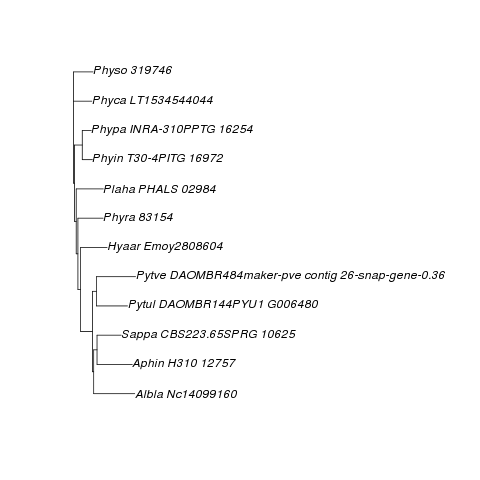 Physo 319746
Phyca LT1534544044
Phypa INRA-310PPTG 16254
Phyin T30-4PITG 16972
Plaha PHALS 02984
Phyra 83154
Hyaar Emoy2808604
Pytve DAOMBR484maker-pve contig 26-snap-gene-0.36
Pytul DAOMBR144PYU1 G006480
Sappa CBS223.65SPRG 10625
Aphin H310 12757
Albla Nc14099160